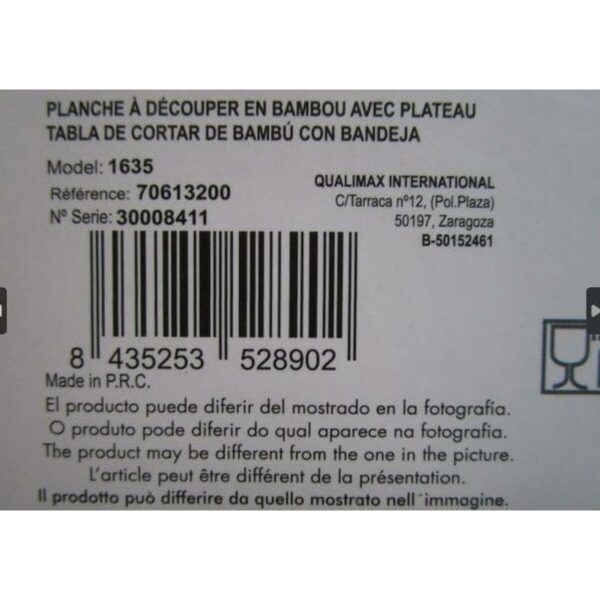 PLANCHE À DÉCOUPER EN BAMBOU AVEC PLATEAU
TABLA DE CORTAR DE BAMBÚ CON BANDEJA
Model: 1635
Référence: 70613200
Nº Serie: 30008411
QUALIMAX INTERNATIONAL
C/Tarraca nº12, (Pol.Plaza)
50197, Zaragoza
B-50152461
8 435253 528902
Made in P.R.C.
El producto puede diferir del mostrado en la fotografía.
O produto pode diferir do qual aparece na fotografia.
The product may be different from the one in the picture.
L'article peut être différent de la présentation.
Il prodotto può differire da quello mostrato nell´immagine.